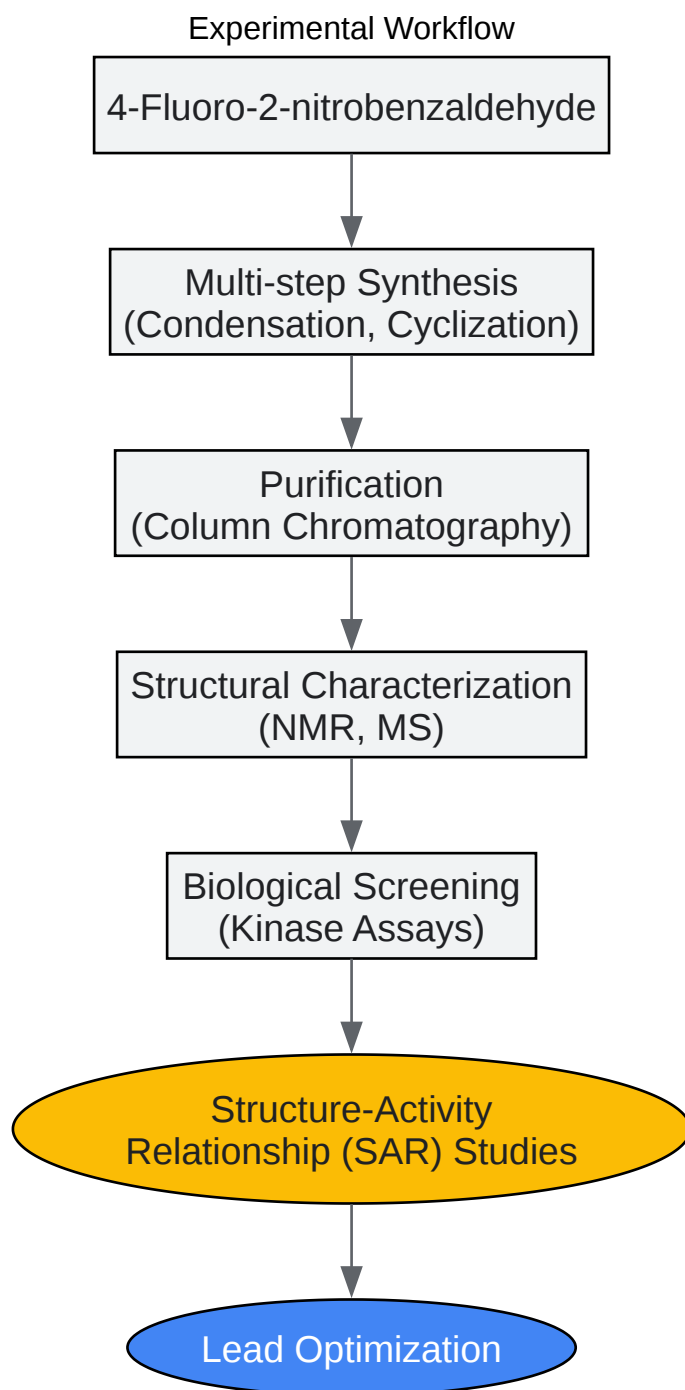 Experimental Workflow
4-Fluoro-2-nitrobenzaldehyde
Multi-step Synthesis
(Condensation, Cyclization)
Purification
(Column Chromatography)
Structural Characterization
(NMR, MS)
Biological Screening
(Kinase Assays)
Structure-Activity
Relationship (SAR) Studies
Lead Optimization